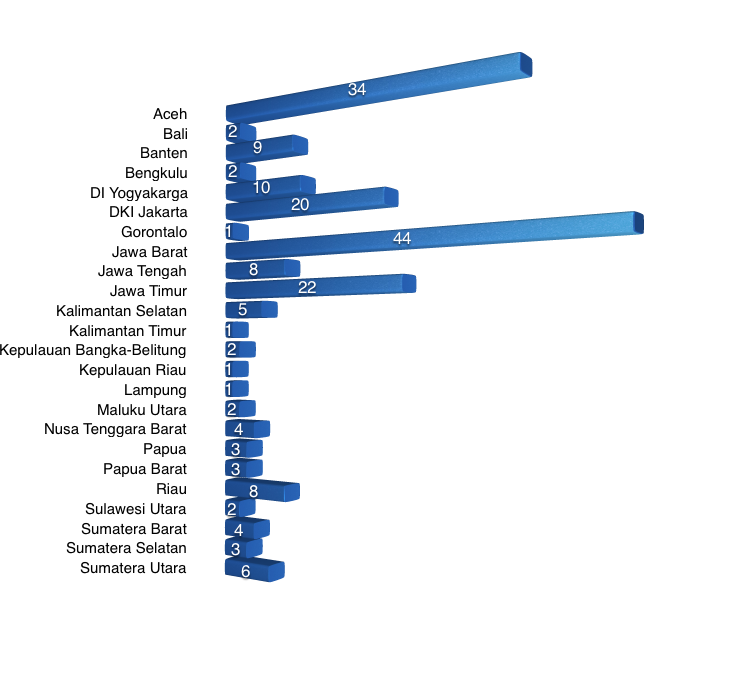 Aceh 34
Bali 2
Banten 9
Bengkulu 2
DI Yogyakarga 10
DKI Jakarta 20
Gorontalo 1
Jawa Barat 44
Jawa Tengah 8
Jawa Timur 22
Kalimantan Selatan 5
Kalimantan Timur 1
Kepulauan Bangka-Belitung 2
Kepulauan Riau 1
Lampung 1
Maluku Utara 2
Nusa Tenggara Barat 4
Papua 3
Papua Barat 3
Riau 8
Sulawesi Utara 2
Sumatera Barat 4
Sumatera Selatan 3
Sumatera Utara 6